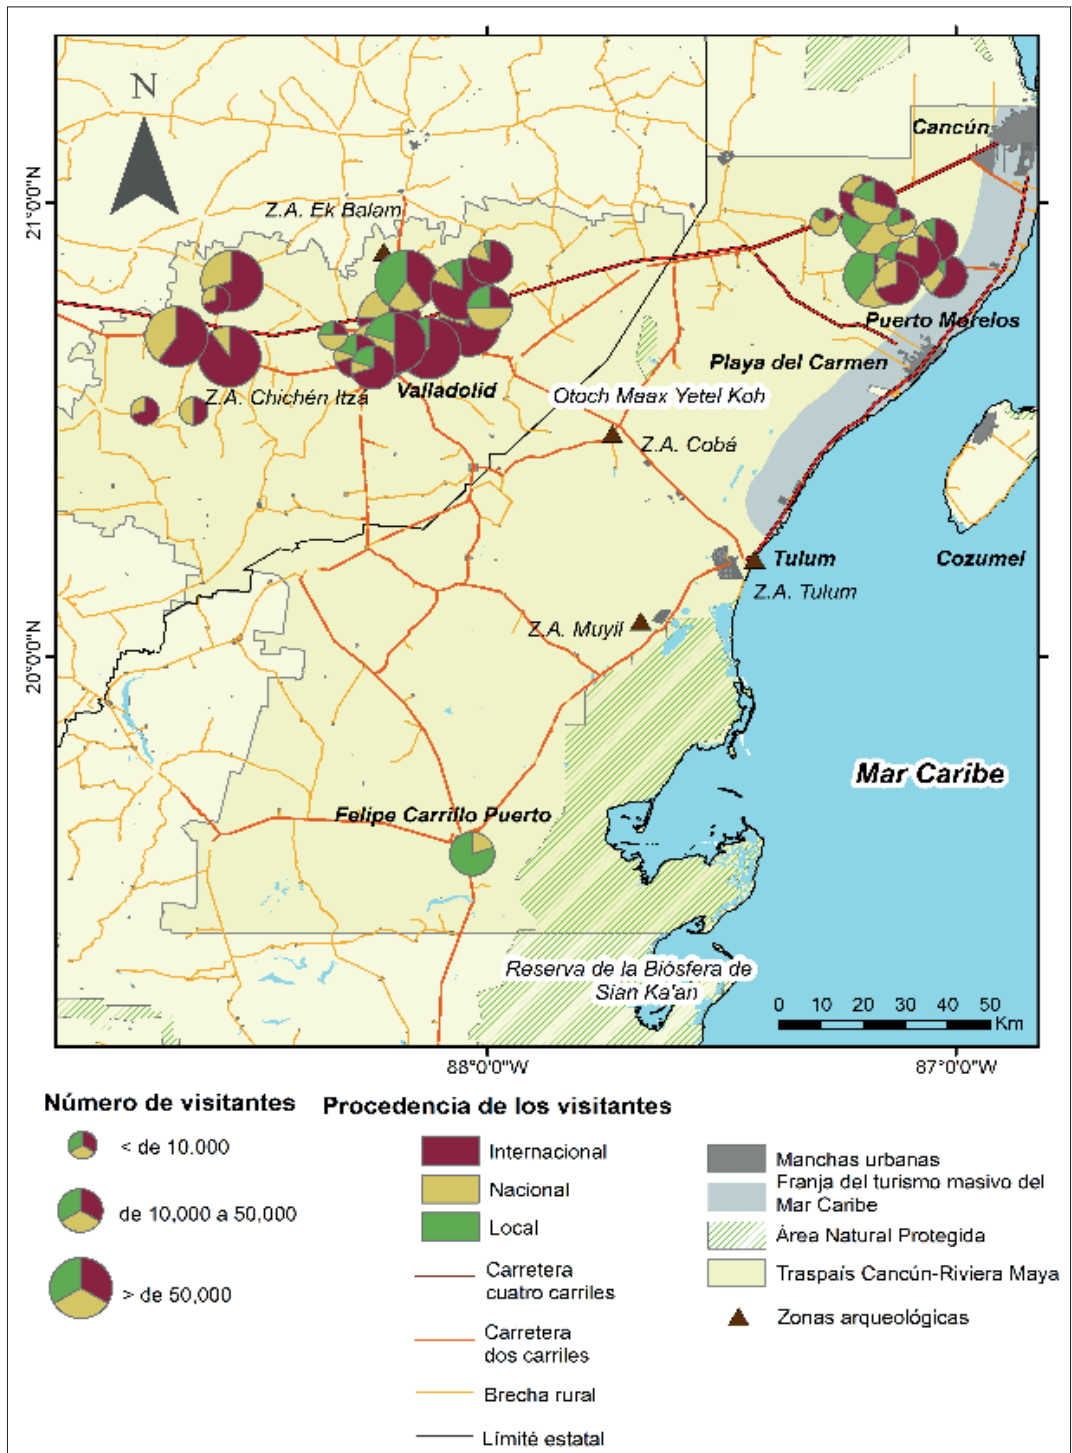 N
Cancún
Z.A. Ek Balam
21°0'0"N
Puerto Morelos
Playa del Carmen
Z.A. Chichén Itzá
Valladolid
Otoch Maax Yetel Koh
Z.A. Cobá
Tulum
Cozumel
Z.A. Tulum
Z.A. Muyil
20°0'0"N
Mar Caribe
Felipe Carrillo Puerto
Reserva de la Biósfera de
Sian Ka'an
0 10 20 30 40 50
Km
88°0'0"W
87°0'0"W
Número de visitantes
< de 10.000
de 10,000 a 50,000
> de 50,000
Procedencia de los visitantes
Internacional
Nacional
Local
Carretera
cuatro carriles
Carretera
dos carriles
Brecha rural
Límité estatal
Manchas urbanas
Franja del turismo masivo del
Mar Caribe
Área Natural Protegida
Traspaís Cancún-Riviera Maya
Zonas arqueológicas